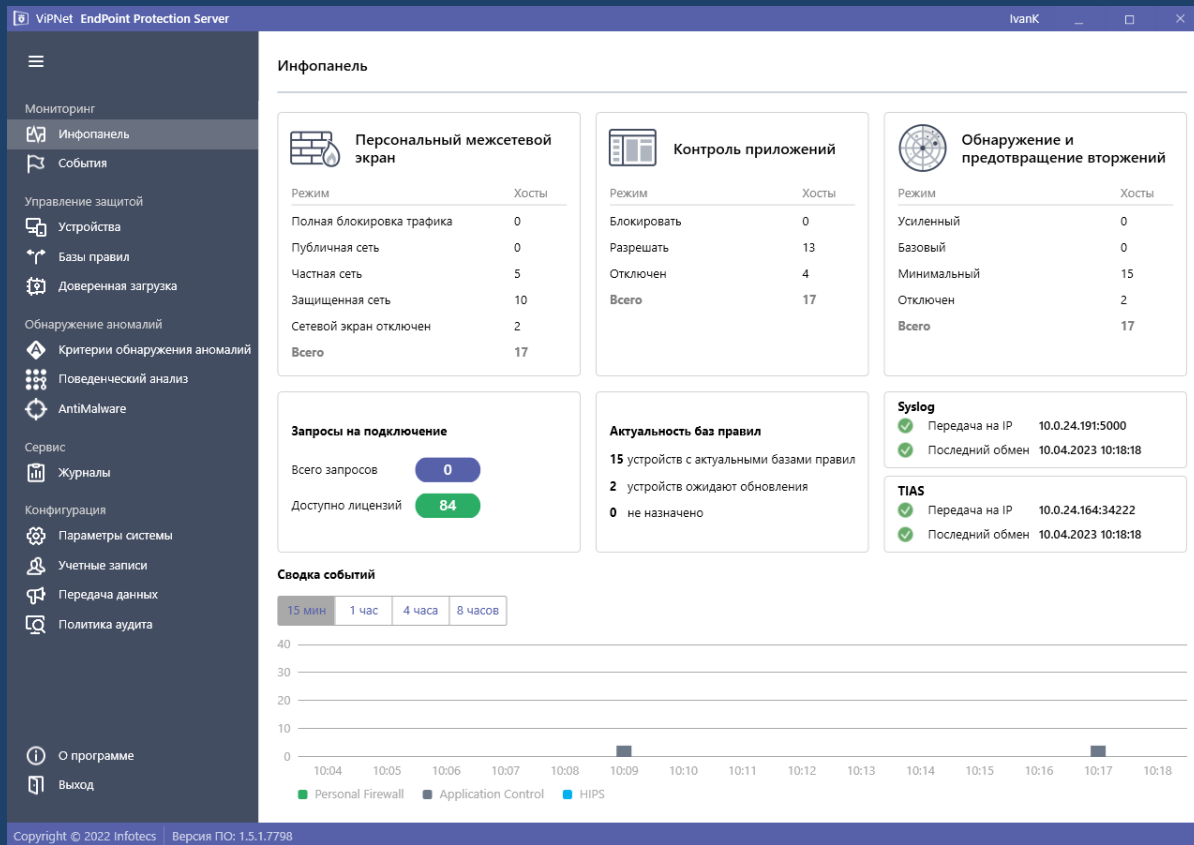 ViPNet EndPoint Protection Server
IvanK
Мониторинг
Инфопанель
События
Управление защитой
Устройства
Базы правил
Доверенная загрузка
Обнаружение аномалий
Критерии обнаружения аномалий
Поведенческий анализ
AntiMalware
Сервис
Журналы
Конфигурация
Параметры системы
Учетные записи
Передача данных
Политика аудита
О программе
Выход
Инфопанель
Персональный межсетевой
экран
Режим Хосты
Полная блокировка трафика 0
Публичная сеть 0
Частная сеть 5
Защищенная сеть 10
Сетевой экран отключен 2
Всего 17
Контроль приложений
Режим Хосты
Блокировать 0
Разрешать 13
Отключен 4
Всего 17
Обнаружение и
предотвращение вторжений
Режим Хосты
Усиленный 0
Базовый 0
Минимальный 15
Отключен 2
Всего 17
Запросы на подключение
Всего запросов 0
Доступно лицензий 84
Актуальность баз правил
15 устройств с актуальными базами правил
2 устройств ожидают обновления
0 не назначено
Syslog
Передача на IP 10.0.24.191:5000
Последний обмен 10.04.2023 10:18:18
TIAS
Передача на IP 10.0.24.164:34222
Последний обмен 10.04.2023 10:18:18
Сводка событий
15 мин 1 час 4 часа 8 часов
40
30
20
10
0
10:04 10:05 10:06 10:07 10:08 10:09 10:10 10:11 10:12 10:13 10:14 10:15 10:16 10:17 10:18
Personal Firewall Application Control HIPS
Copyright © 2022 Infotecs Версия ПО: 1.5.1.7798